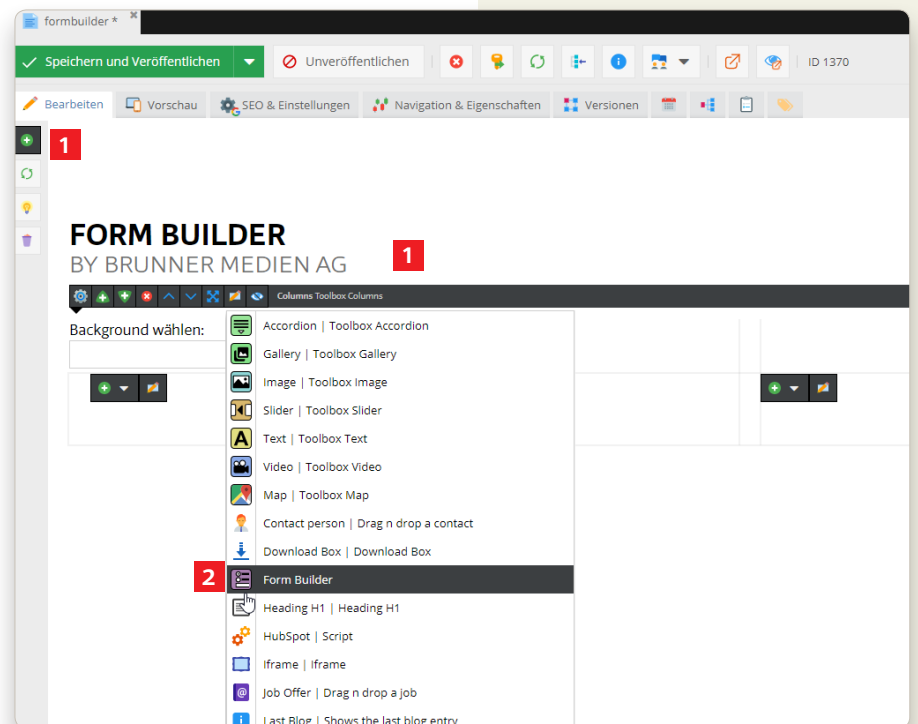 formbuilder *
Speichern und Veröffentlichen
Unveröffentlichen
ID 1370
Bearbeiten
Vorschau
SEO & Einstellungen
Navigation & Eigenschaften
Versionen
1
FORM BUILDER
BY BRUNNER MEDIEN AG
1
Columns Toolbox Columns
Background wählen:
Accordion | Toolbox Accordion
Gallery | Toolbox Gallery
Image | Toolbox Image
Slider | Toolbox Slider
Text | Toolbox Text
Video | Toolbox Video
Map | Toolbox Map
Contact person | Drag n drop a contact
Download Box | Download Box
2
Form Builder
Heading H1 | Heading H1
HubSpot | Script
Iframe | Iframe
Job Offer | Drag n drop a job
Last Blog | Shows the last blog entry